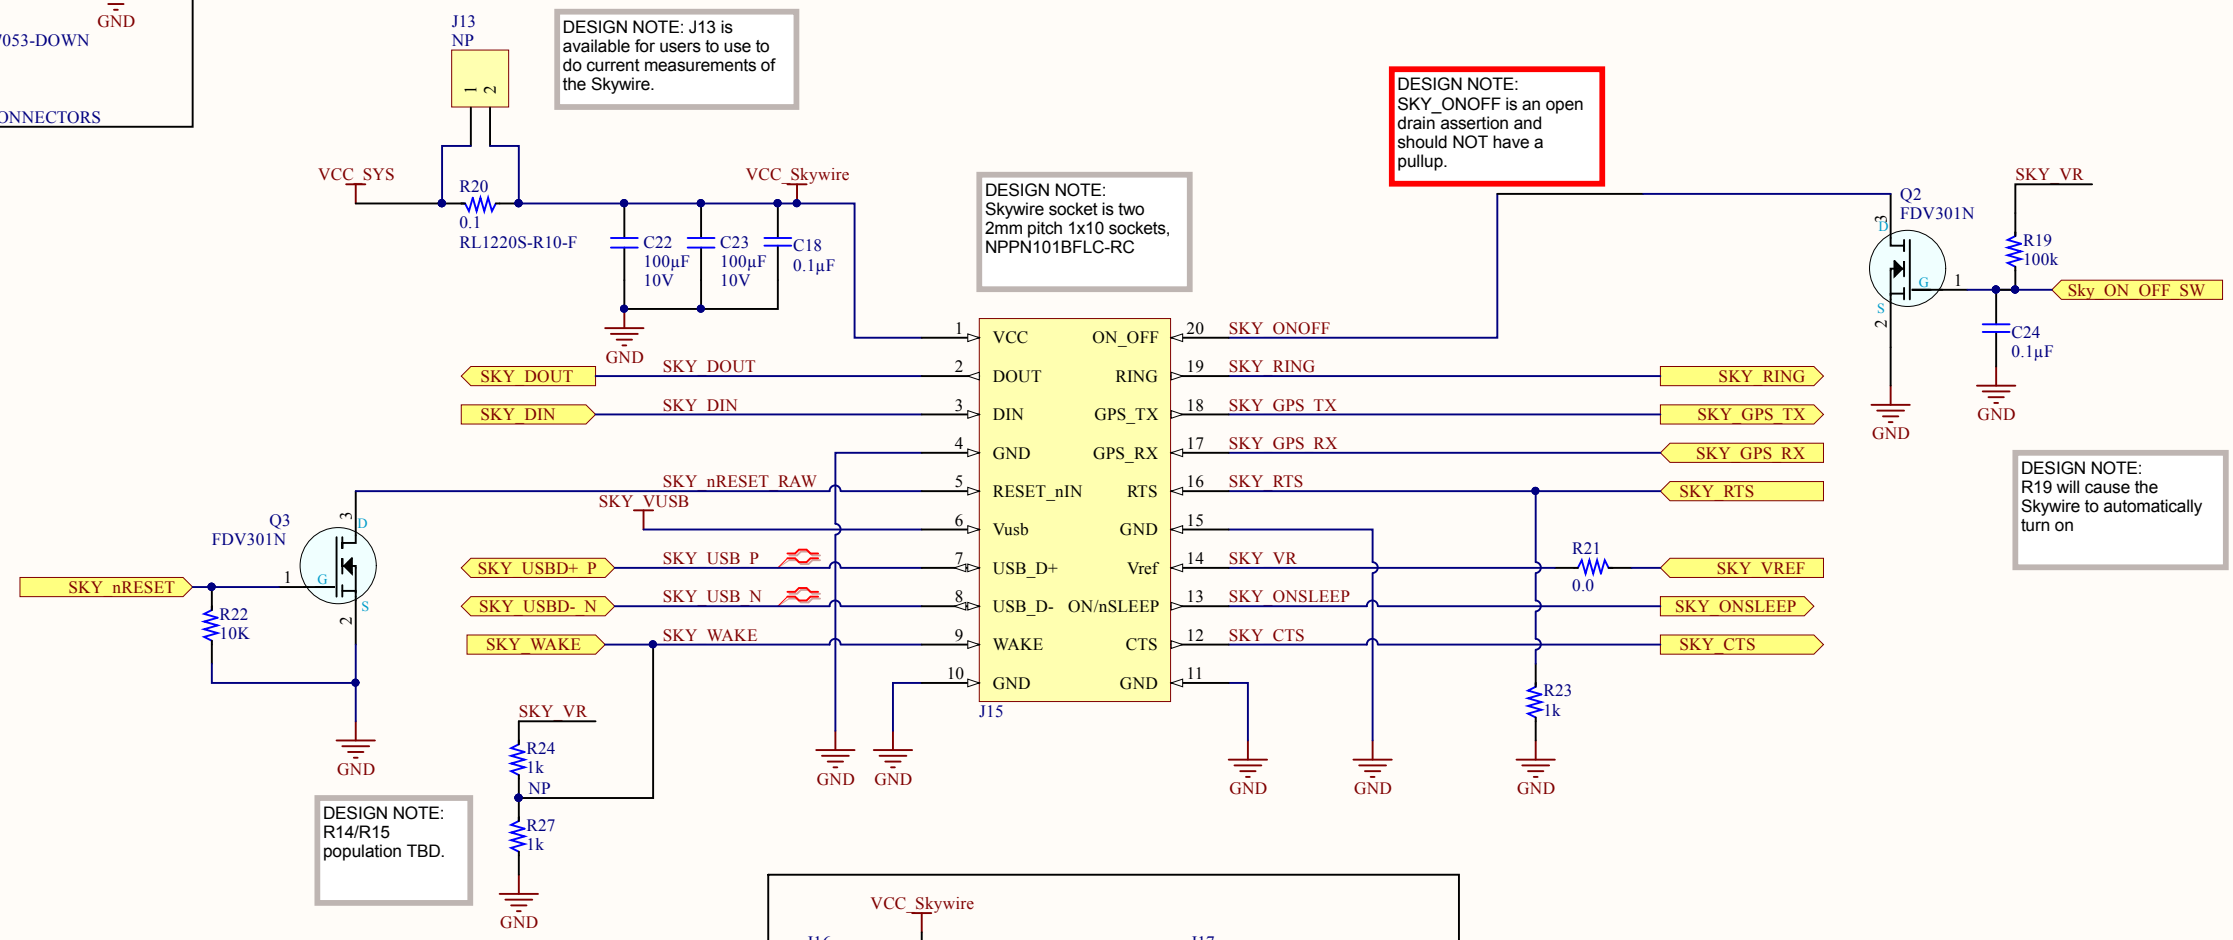 GND
7053-DOWN
ONNECTORS
J13
NP
1 2
DESIGN NOTE: J13 is
available for users to use to
do current measurements of
the Skywire.
VCC_SYS
R20
0.1
RL1220S-R10-F
VCC_Skywire
C22
100µF
10V
C23
100µF
10V
C18
0.1µF
GND
DESIGN NOTE:
Skywire socket is two
2mm pitch 1x10 sockets,
NPPN101BFLC-RC
DESIGN NOTE:
SKY_ONOFF is an open
drain assertion and
should NOT have a
pullup.
SKY_VR
Q2
FDV301N
3
D
G
S
2
1
R19
100k
Sky_ON_OFF_SW
C24
0.1µF
GND
GND
DESIGN NOTE:
R19 will cause the
Skywire to automatically
turn on
1 VCC
SKY_DOUT SKY_DOUT 2 DOUT
SKY_DIN SKY_DIN 3 DIN
4 GND
SKY_nRESET_RAW 5 RESET_nIN
SKY_VUSB 6 Vusb
SKY_USBD+_P SKY_USB_P 7 USB_D+
SKY_USBD-_N SKY_USB_N 8 USB_D-
SKY_WAKE SKY_WAKE 9 WAKE
10 GND
J15
ON_OFF 20 SKY_ONOFF
RING 19 SKY_RING SKY_RING
GPS_TX 18 SKY_GPS_TX SKY_GPS_TX
GPS_RX 17 SKY_GPS_RX SKY_GPS_RX
RTS 16 SKY_RTS SKY_RTS
GND 15
Vref 14 SKY_VR R21 0.0 SKY_VREF
ON/nSLEEP 13 SKY_ONSLEEP SKY_ONSLEEP
CTS 12 SKY_CTS SKY_CTS
GND 11
R23
1k
GND
GND
GND
GND
GND
Q3
FDV301N
3
D
G
S
2
1
SKY_nRESET
R22
10K
GND
SKY_VR
R24
1k
NP
R27
1k
GND
DESIGN NOTE:
R14/R15
population TBD.
VCC_Skywire
J16
J17